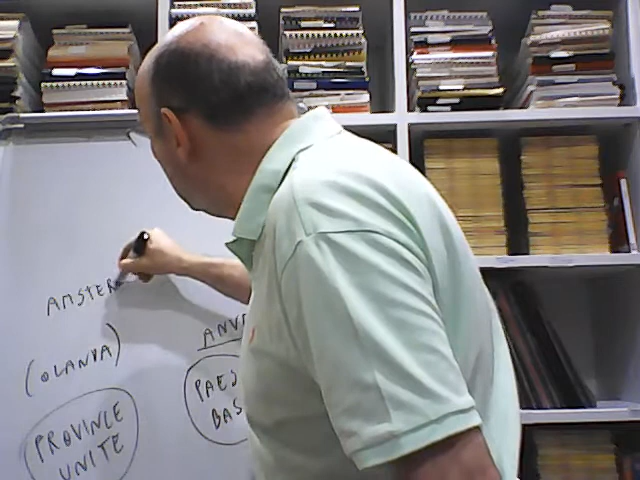 AMSTER
(OLANDA)
PROVINCE
UNITE
ANV
PAES
BAS